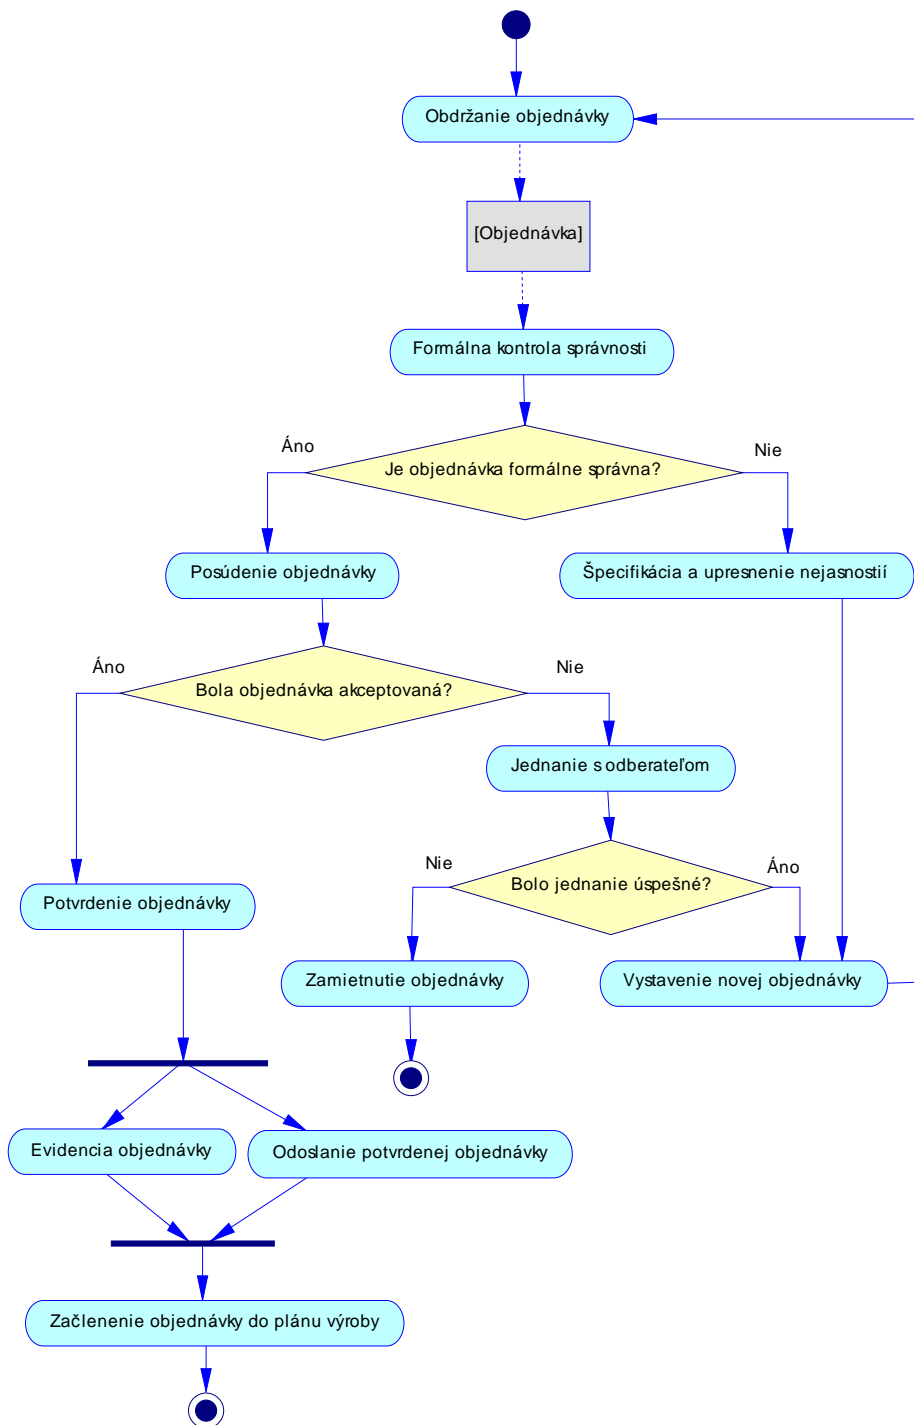 Obdržanie objednávky
[Objednávka]
Formálna kontrola správnosti
Áno
Nie
Je objednávka formálne správna?
Posúdenie objednávky
Špecifikácia a upresnenie nejasností
Áno
Nie
Bola objednávka akceptovaná?
Jednanie s odberateľom
Nie
Áno
Bolo jednanie úspešné?
Potvrdenie objednávky
Zamietnutie objednávky
Vystavenie novej objednávky
Evidencia objednávky
Odoslanie potvrdenej objednávky
Začlenenie objednávky do plánu výroby